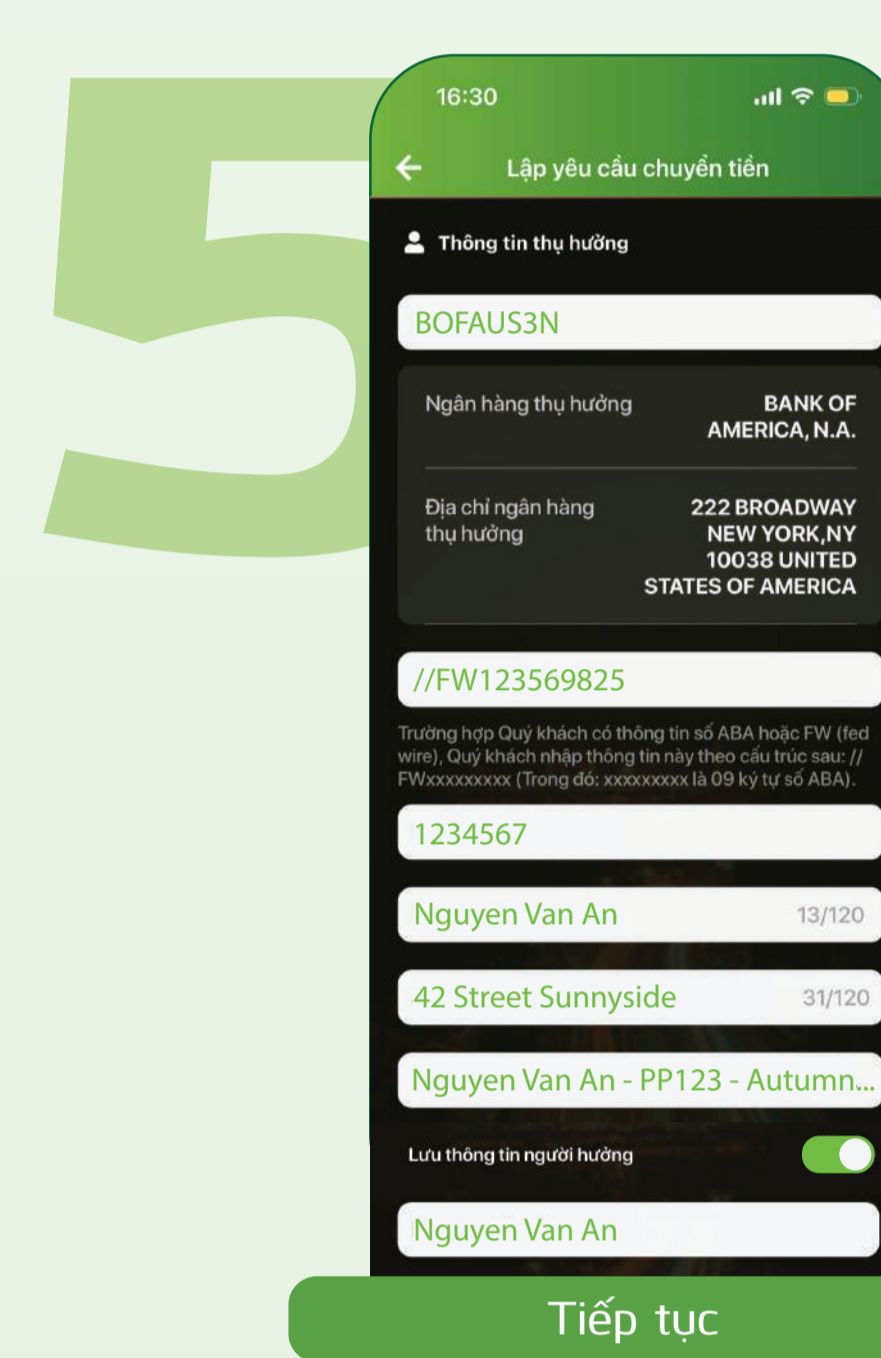 5
16:30
Lập yêu cầu chuyển tiền
Thông tin thụ hưởng
BOFAUS3N
Ngân hàng thụ hưởng
BANK OF
AMERICA, N.A.
Địa chỉ ngân hàng
thụ hưởng
222 BROADWAY
NEW YORK,NY
10038 UNITED
STATES OF AMERICA
//FW123569825
Trường hợp Quý khách có thông tin số ABA hoặc FW (fed
wire), Quý khách nhập thông tin này theo cấu trúc sau: //
FWxxxxxxxxx (Trong đó: xxxxxxxxx là 09 ký tự số ABA).
1234567
Nguyen Van An 13/120
42 Street Sunnyside 31/120
Nguyen Van An - PP123 - Autumn...
Lưu thông tin người hưởng
Nguyen Van An
Tiếp tục